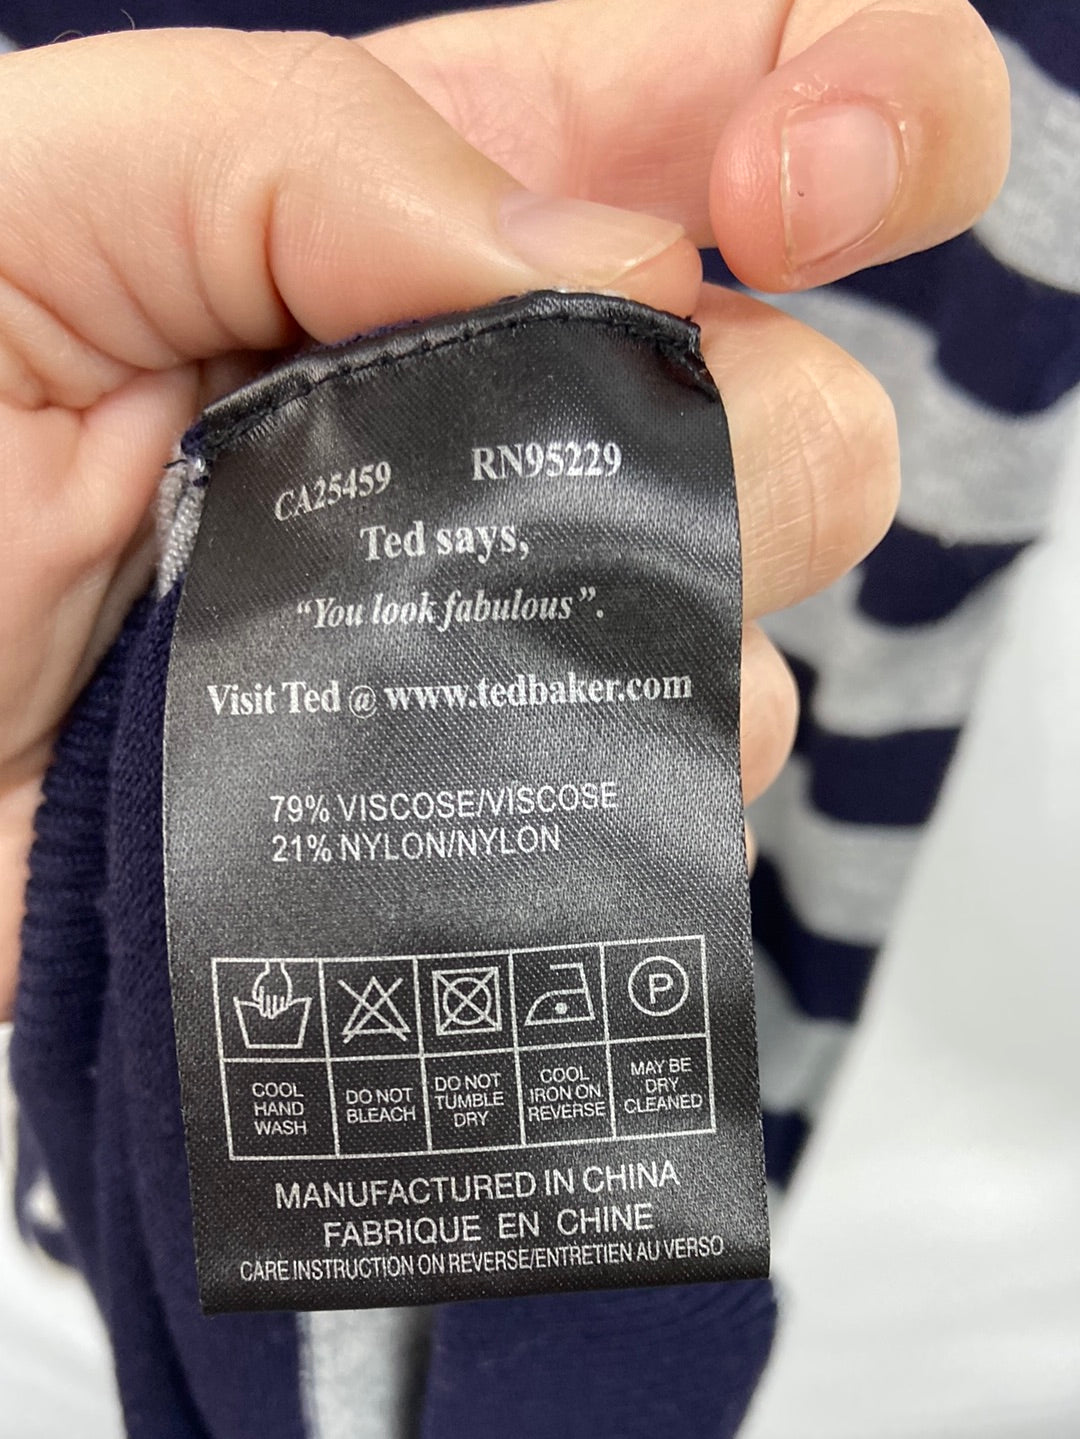 CA25459 RN95229
Ted says,
“You look fabulous”.
Visit Ted @ www.tedbaker.com
79% VISCOSE/VISCOSE
21% NYLON/NYLON
P
COOL
HAND
WASH
DO NOT
BLEACH
DO NOT
TUMBLE
DRY
COOL
IRON ON
REVERSE
MAY BE
DRY
CLEANED
MANUFACTURED IN CHINA
FABRIQUE EN CHINE
CARE INSTRUCTION ON REVERSE/ENTRETIEN AU VERSO